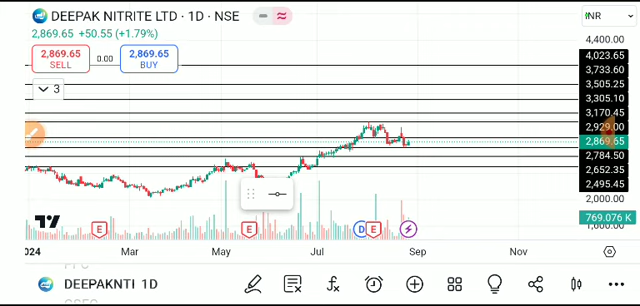 DEEPAK NITRITE LTD · 1D · NSE
INR
2,869.65 +50.55 (+1.79%)
4,400.00
2,869.65
SELL
0.00
2,869.65
BUY
4,023.65
3,733.60
3
3,505.25
3,305.10
3,170.45
2,929.00
2,869.65
2,784.50
2,652.35
2,495.45
2,000.00
769.076 K
1,600.00
E
E
D
E
2024
Mar
May
Jul
Sep
Nov
DEEPAKNTI 1D